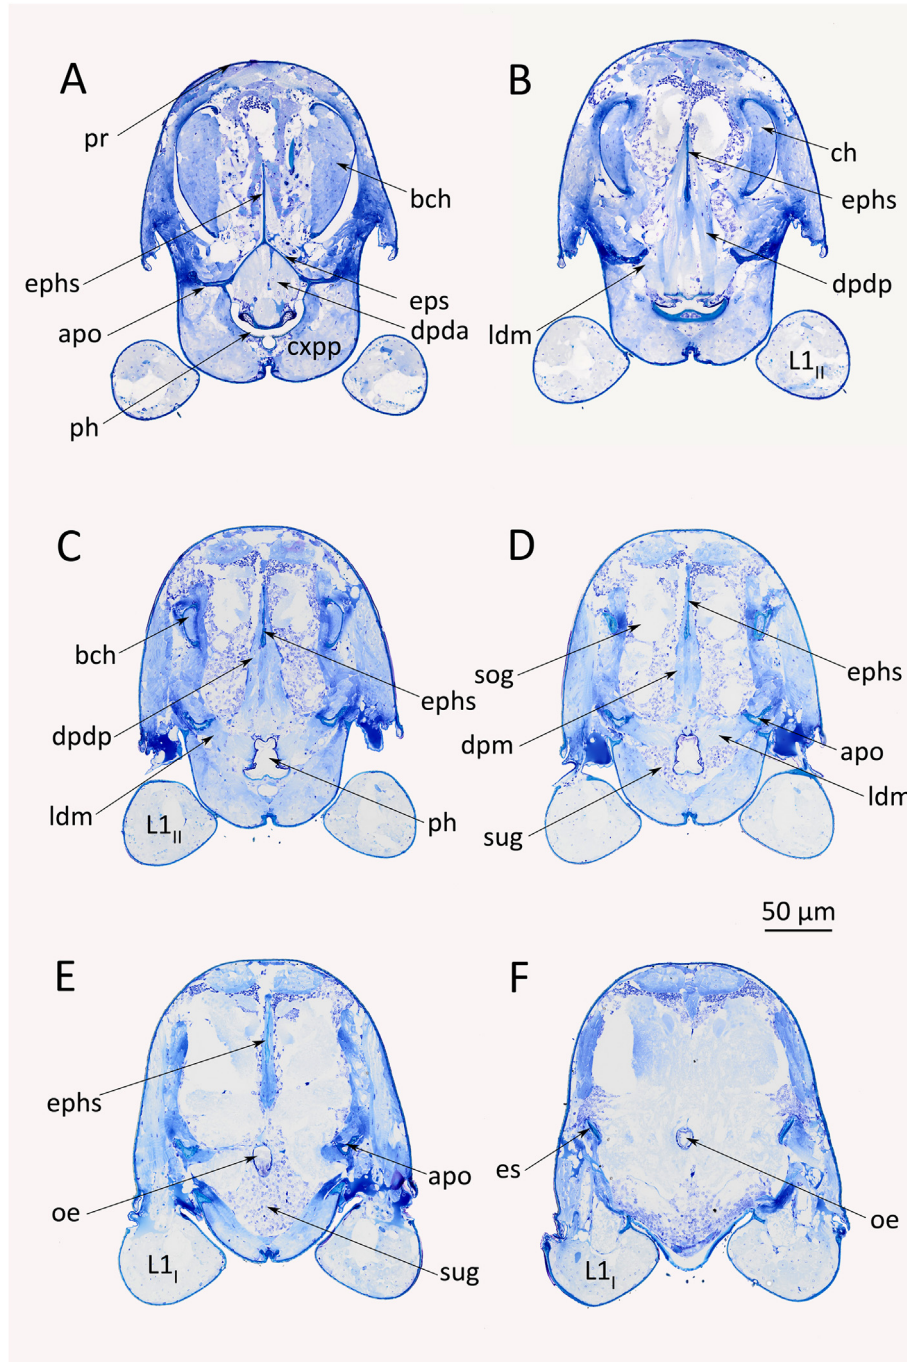 A
pr
bch
ephs
eps
apo
dpda
cxpp
ph
B
ch
ephs
dpdp
ldm
L1II
C
bch
ephs
dpdp
ldm
L1II
ph
D
sog
ephs
dpm
apo
ldm
sug
50 µm
E
ephs
apo
oe
L1I
sug
F
es
oe
L1I